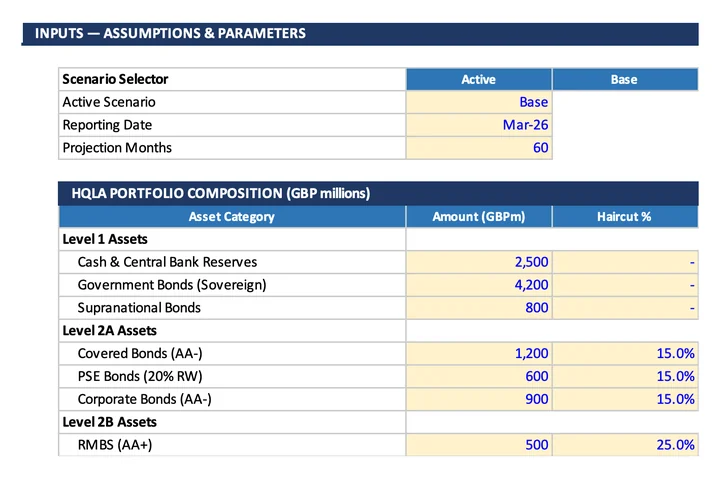 INPUTS — ASSUMPTIONS & PARAMETERS
Scenario Selector Active Base
Active Scenario Base
Reporting Date Mar-26
Projection Months 60
HQLA PORTFOLIO COMPOSITION (GBP millions)
Asset Category Amount (GBPm) Haircut %
Level 1 Assets
Cash & Central Bank Reserves 2,500 -
Government Bonds (Sovereign) 4,200 -
Supranational Bonds 800 -
Level 2A Assets
Covered Bonds (AA-) 1,200 15.0%
PSE Bonds (20% RW) 600 15.0%
Corporate Bonds (AA-) 900 15.0%
Level 2B Assets
RMBS (AA+) 500 25.0%